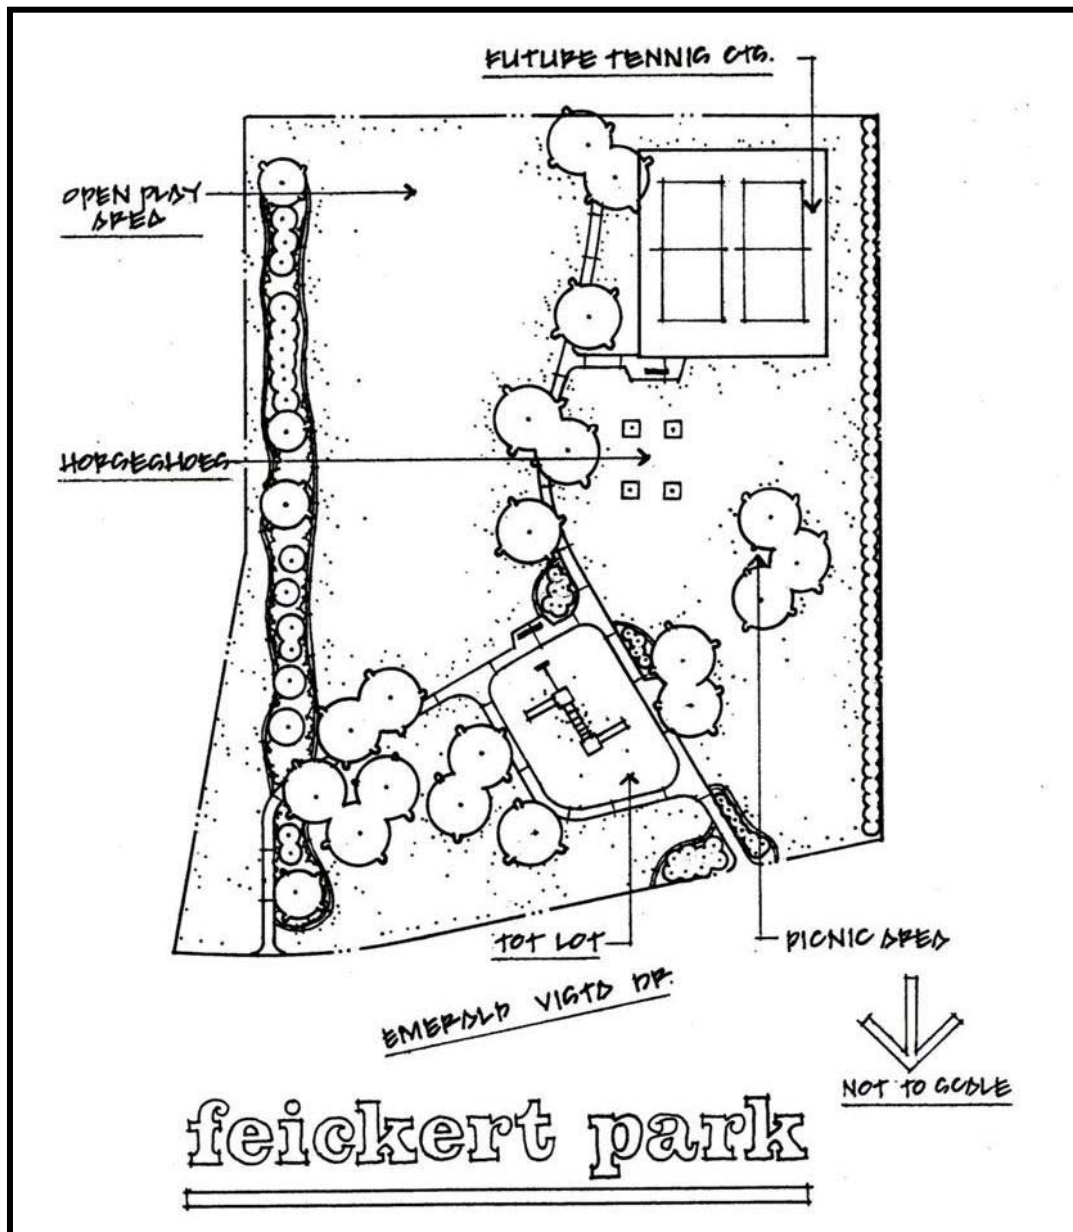 FUTURE TENNIS CTS.
OPEN PLAY
AREA
HORSESHOES
TOT LOT
PICNIC AREA
EMERALD VISTA DR.
NOT TO SCALE
feickert park